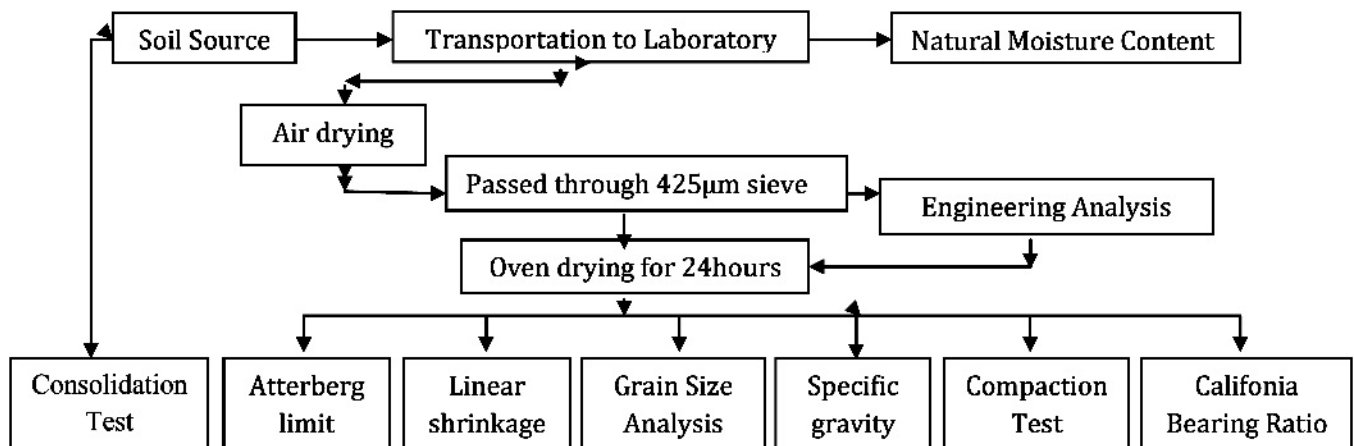 Soil Source
Transportation to Laboratory
Natural Moisture Content
Air drying
Passed through 425µm sieve
Engineering Analysis
Oven drying for 24hours
Consolidation
Test
Atterberg
limit
Linear
shrinkage
Grain Size
Analysis
Specific
gravity
Compaction
Test
Califonia
Bearing Ratio